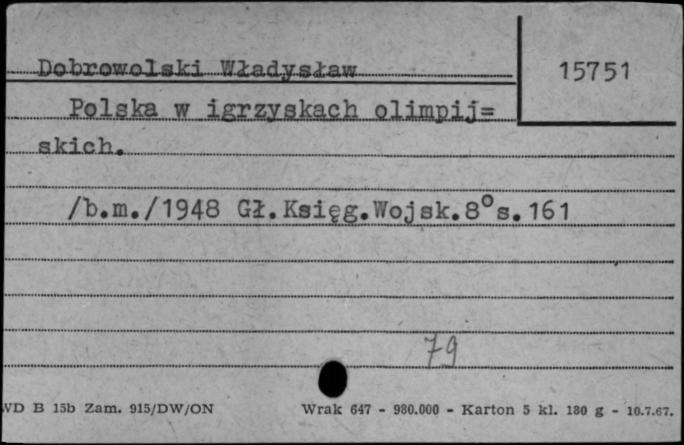 Dobrowolski Władysław
15751
Polska w igrzyskach olimpij=
skich.
/b.m./1948 Gł.Księg.Wojsk.8°s.161
79
WD B 15b Zam. 915/DW/ON
Wrak 647 - 980.000 - Karton 5 kl. 180 g - 10.7.67.